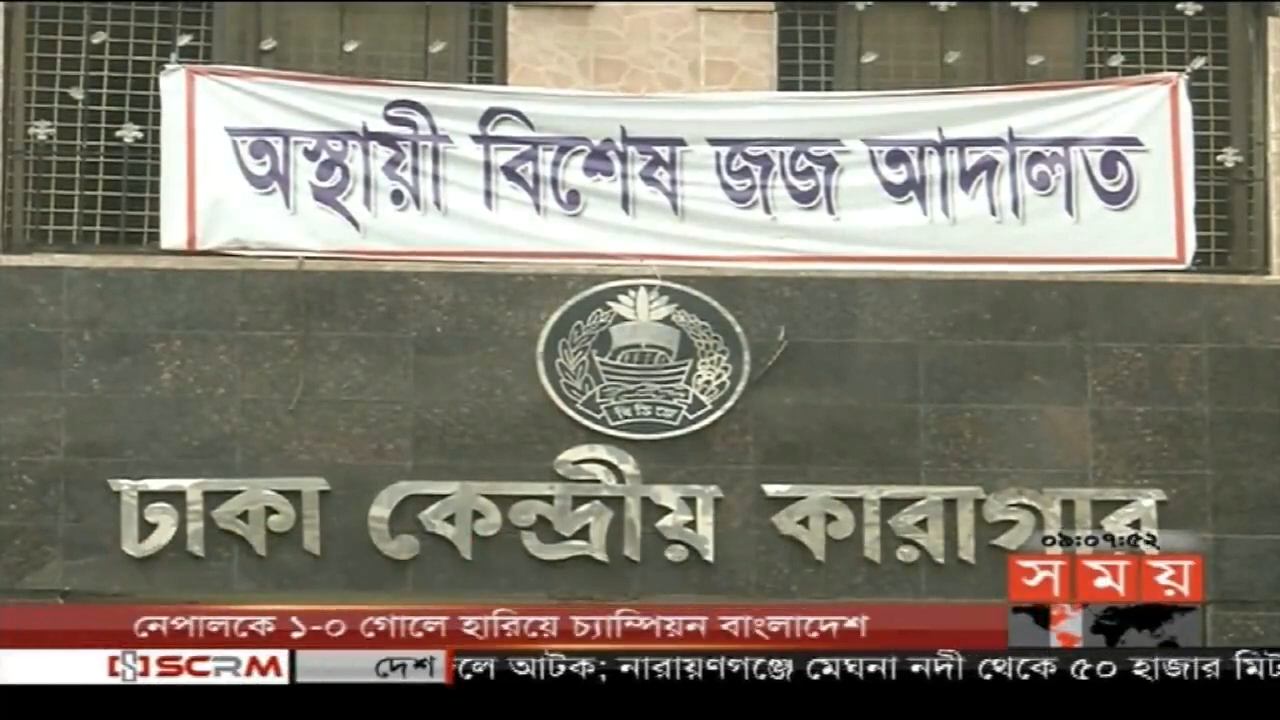 অস্থায়ী বিশেষ জজ আদালত
বি ডি জে
ঢাকা কেন্দ্রীয় কারাগার
০৯:০৭:৫২
সময়
নেপালকে ১-০ গোলে হারিয়ে চ্যাম্পিয়ন বাংলাদেশ
SCRM দেশ লে আটক; নারায়ণগঞ্জে মেঘনা নদী থেকে ৫০ হাজার মিট